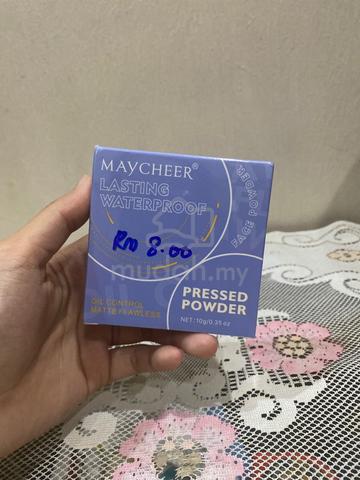 MAYCHEER®
LASTING
WATERPROOF
FACE POWDER
RM 8.00
mudah.my
OIL CONTROL
MATTE FLAWLESS
PRESSED
POWDER
NET:10g/0.35 oz